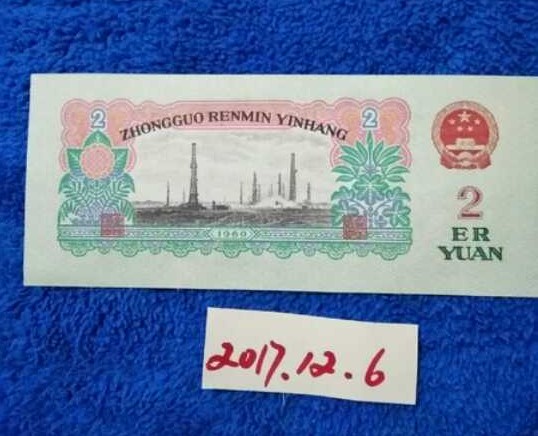 2 2
ZHONGGUO RENMIN YINHANG
1960
2
ER
YUAN
2017.12.6